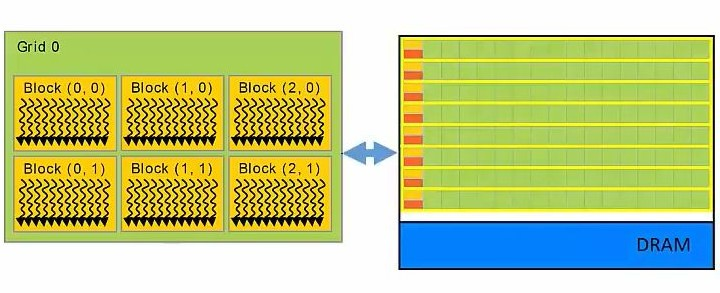 Grid 0
Block (0, 0) Block (1, 0) Block (2, 0)
Block (0, 1) Block (1, 1) Block (2, 1)
DRAM